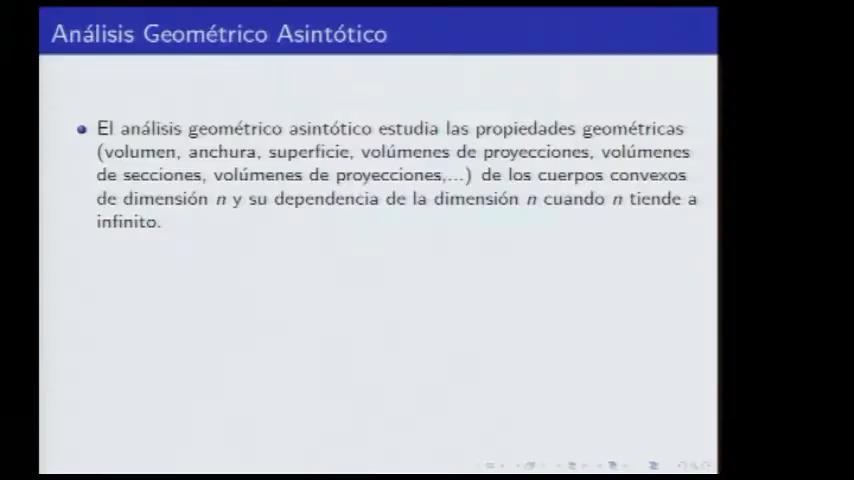 Análisis Geométrico Asintótico
El análisis geométrico asintótico estudia las propiedades geométricas
(volumen, anchura, superficie, volúmenes de proyecciones, volúmenes
de secciones, volúmenes de proyecciones,...) de los cuerpos convexos
de dimensión n y su dependencia de la dimensión n cuando n tiende a
infinito.